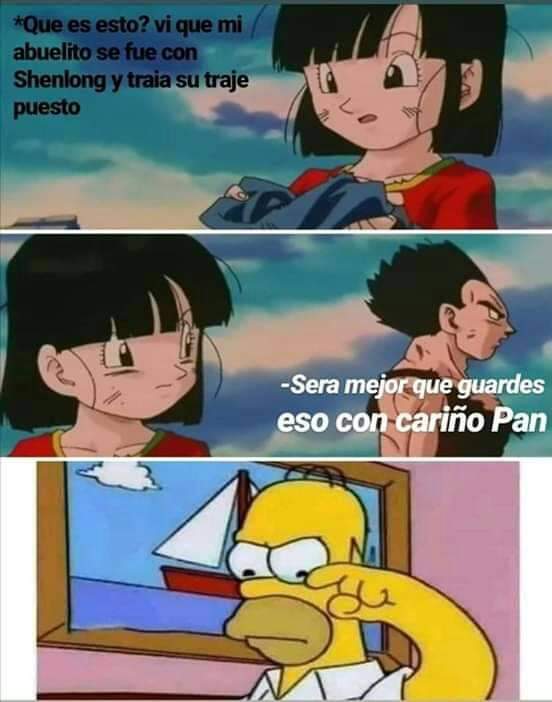 *Que es esto? vi que mi
abuelito se fue con
Shenlong y traia su traje
puesto
-Sera mejor que guardes
eso con cariño Pan